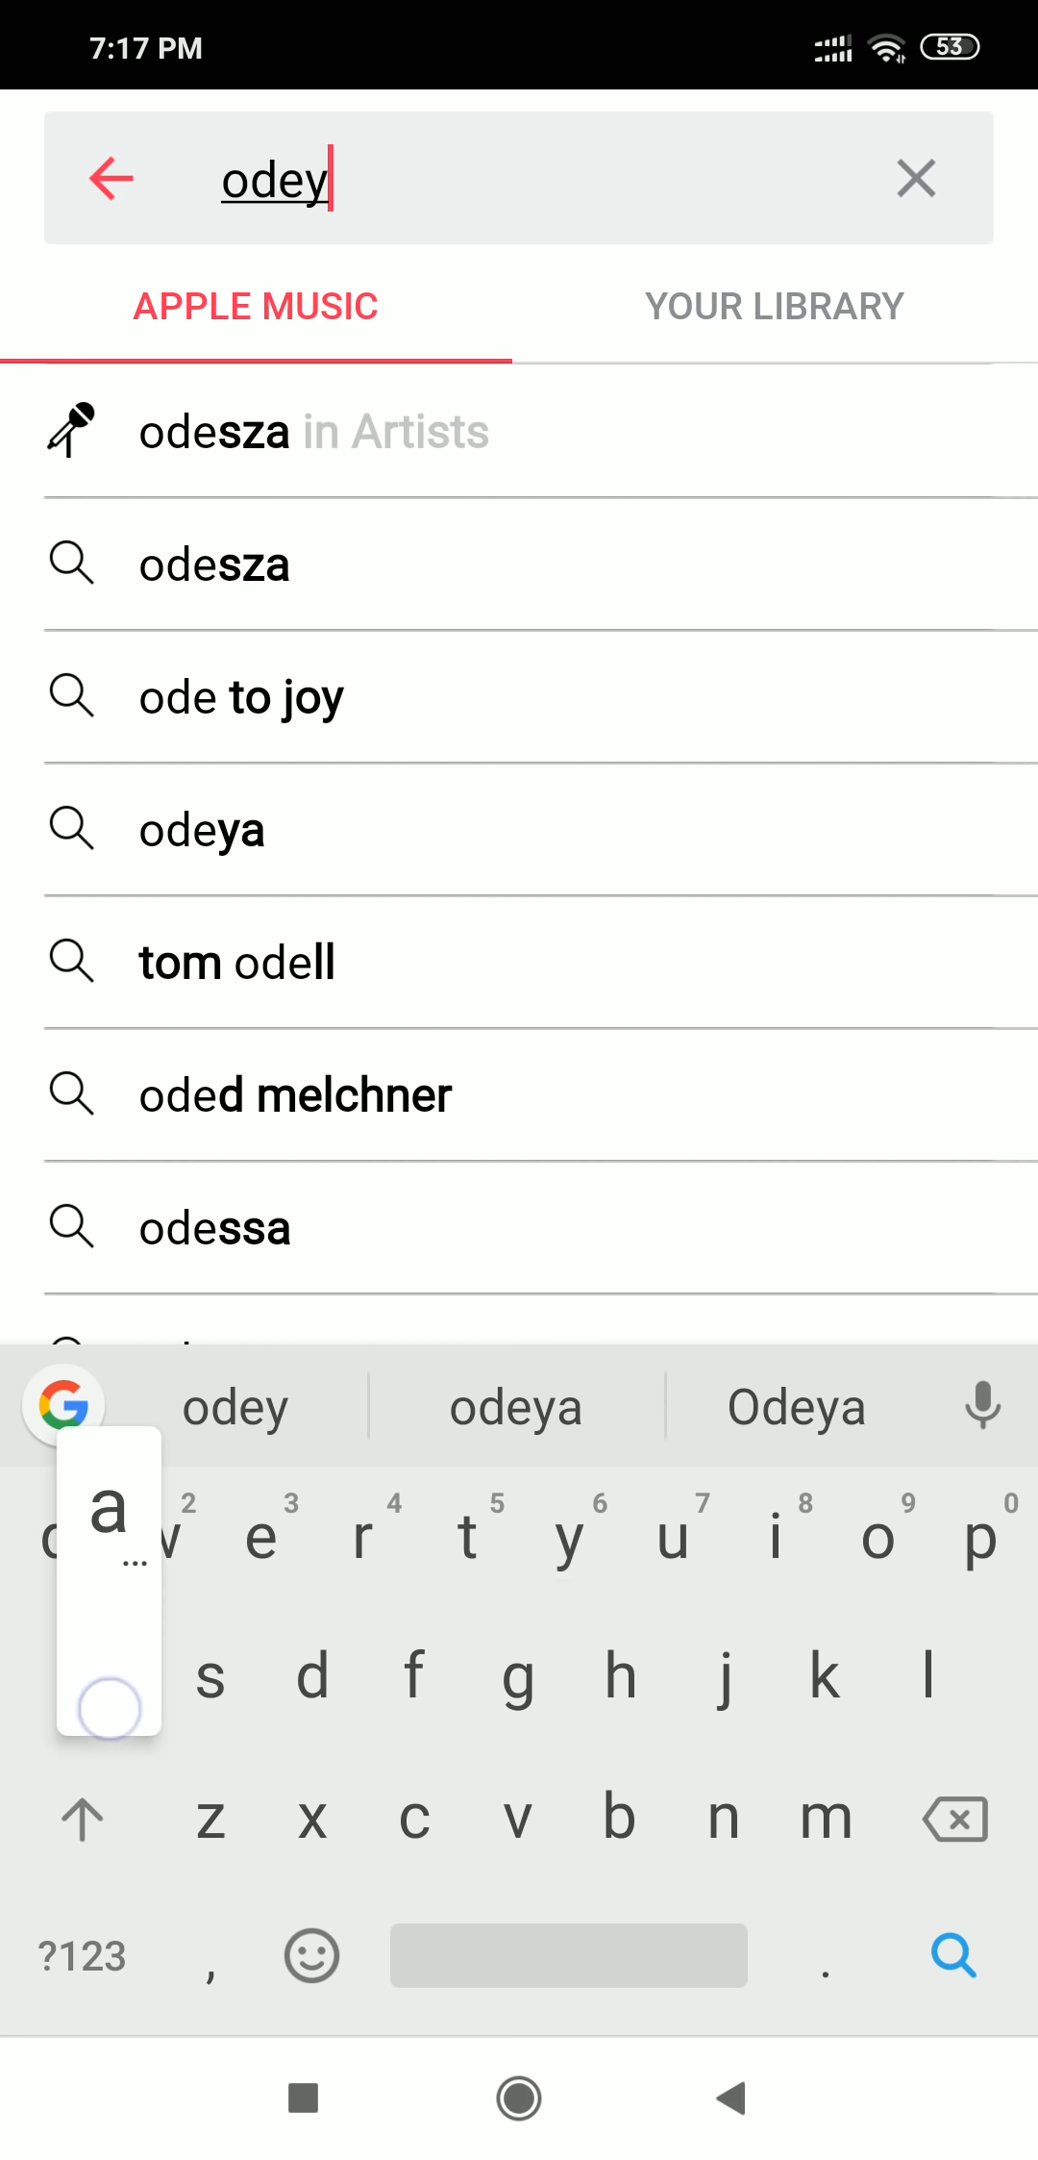 7:17 PM 53
odey
APPLE MUSIC YOUR LIBRARY
odesza in Artists
odesza
ode to joy
odeya
tom odell
oded melchner
odessa
odey odeya Odeya
a
...
2 3 4 5 6 7 8 9 0
e r t y u i o p
s d f g h j k l
z x c v b n m
?123 , .